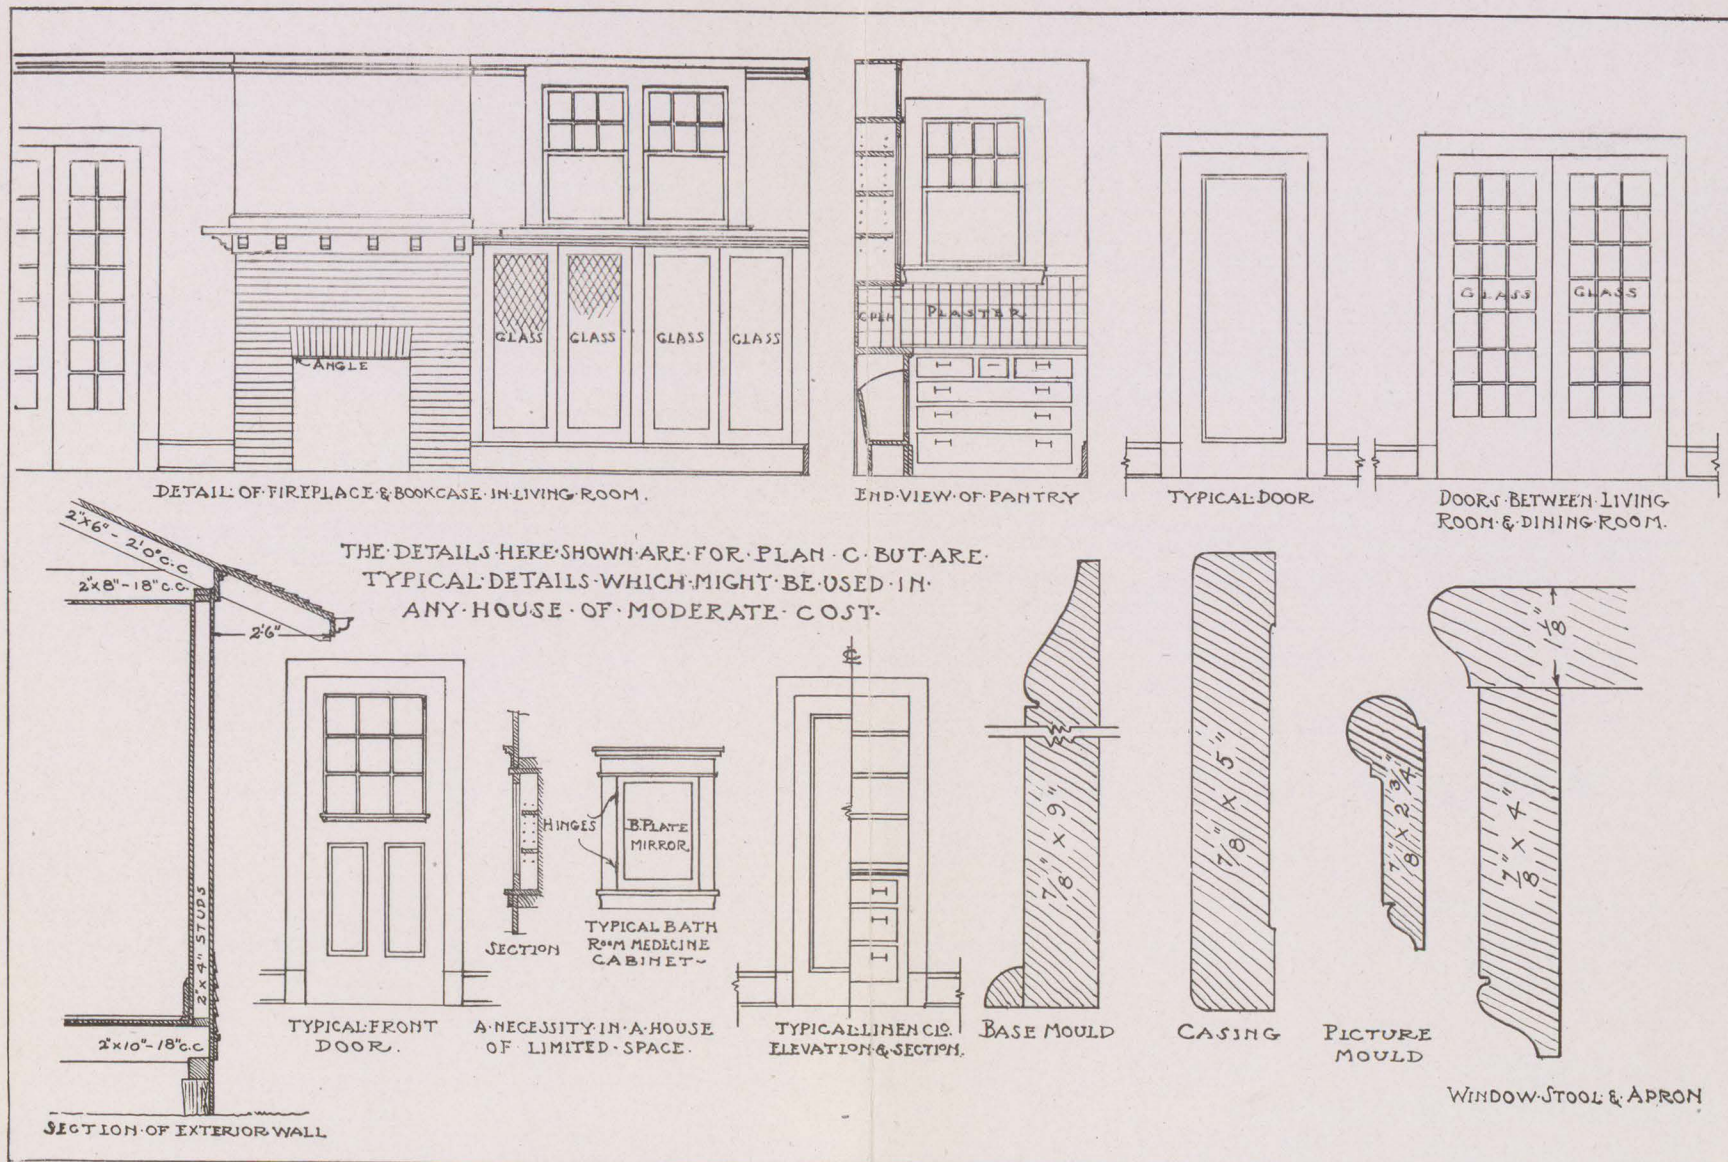 GLASS
GLASS
GLASS
GLASS
ANGLE
OPEN
PLASTER
GLASS
GLASS
DETAIL·OF·FIREPLACE·&·BOOKCASE·IN·LIVING·ROOM.
END·VIEW·OF·PANTRY
TYPICAL·DOOR
DOORS·BETWEEN·LIVING
ROOM·&·DINING·ROOM.
THE·DETAILS·HERE·SHOWN·ARE·FOR·PLAN·C·BUT·ARE·
TYPICAL·DETAILS·WHICH·MIGHT·BE·USED·IN·
ANY·HOUSE·OF·MODERATE·COST·
2"x6" - 2'0" C.C
2"x8" - 18" C.C.
2'6"
2"x 4" STUDS
2"x10" - 18" C.C
SECTION·OF·EXTERIOR·WALL
TYPICAL·FRONT
DOOR.
HINGES
B.PLATE
MIRROR.
SECTION
TYPICAL BATH
ROOM MEDICINE
CABINET~
A·NECESSITY·IN·A·HOUSE
OF·LIMITED·SPACE.
℄
TYPICAL·LINEN CLO.
ELEVATION·&·SECTION.
7/8" x 9"
BASE MOULD
7/8" x 5"
CASING
7/8" x 2 3/4"
PICTURE
MOULD
7/8" x 4"
WINDOW·STOOL·&·APRON